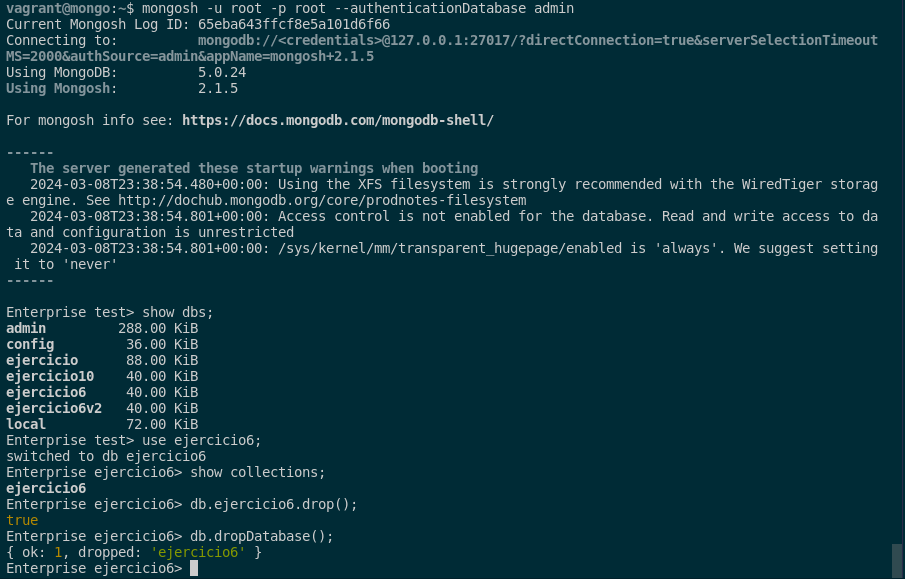 vagrant@mongo:~$ mongosh -u root -p root --authenticationDatabase admin
Current Mongosh Log ID: 65eba643ffcf8e5a101d6f66
Connecting to:          mongodb://<credentials>@127.0.0.1:27017/?directConnection=true&serverSelectionTimeout
MS=2000&authSource=admin&appName=mongosh+2.1.5
Using MongoDB:          5.0.24
Using Mongosh:          2.1.5
For mongosh info see: https://docs.mongodb.com/mongodb-shell/
------
   The server generated these startup warnings when booting
   2024-03-08T23:38:54.480+00:00: Using the XFS filesystem is strongly recommended with the WiredTiger storag
e engine. See http://dochub.mongodb.org/core/prodnotes-filesystem
   2024-03-08T23:38:54.801+00:00: Access control is not enabled for the database. Read and write access to da
ta and configuration is unrestricted
   2024-03-08T23:38:54.801+00:00: /sys/kernel/mm/transparent_hugepage/enabled is 'always'. We suggest setting
 it to 'never'
------
Enterprise test> show dbs;
admin         288.00 KiB
config         36.00 KiB
ejercicio      88.00 KiB
ejercicio10    40.00 KiB
ejercicio6     40.00 KiB
ejercicio6v2   40.00 KiB
local          72.00 KiB
Enterprise test> use ejercicio6;
switched to db ejercicio6
Enterprise ejercicio6> show collections;
ejercicio6
Enterprise ejercicio6> db.ejercicio6.drop();
true
Enterprise ejercicio6> db.dropDatabase();
{ ok: 1, dropped: 'ejercicio6' }
Enterprise ejercicio6>